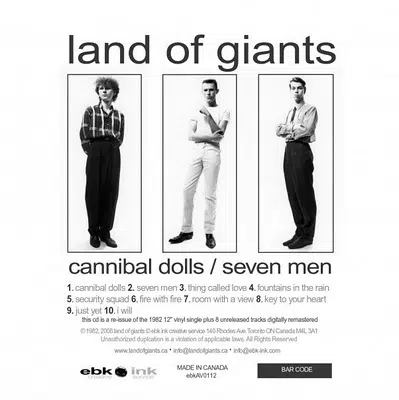 land of giants
cannibal dolls / seven men
1. cannibal dolls 2. seven men 3. thing called love 4. fountains in the rain
5. security squad 6. fire with fire 7. room with a view 8. key to your heart
9. just yet 10. i will
this cd is a re-issue of the 1982 12" vinyl single plus 8 unreleased tracks digitally remastered
© 1982, 2008 land of giants © ebk ink creative service 146 Rhodes Ave. Toronto ON Canada M4L 3A1
Unauthorized duplication is a violation of applicable laws. All Rights Reserved
www.landofgiants.ca • info@landofgiants.ca • info@ebk-ink.com
ebk ink
MADE IN CANADA
ebkAV0112
BAR CODE